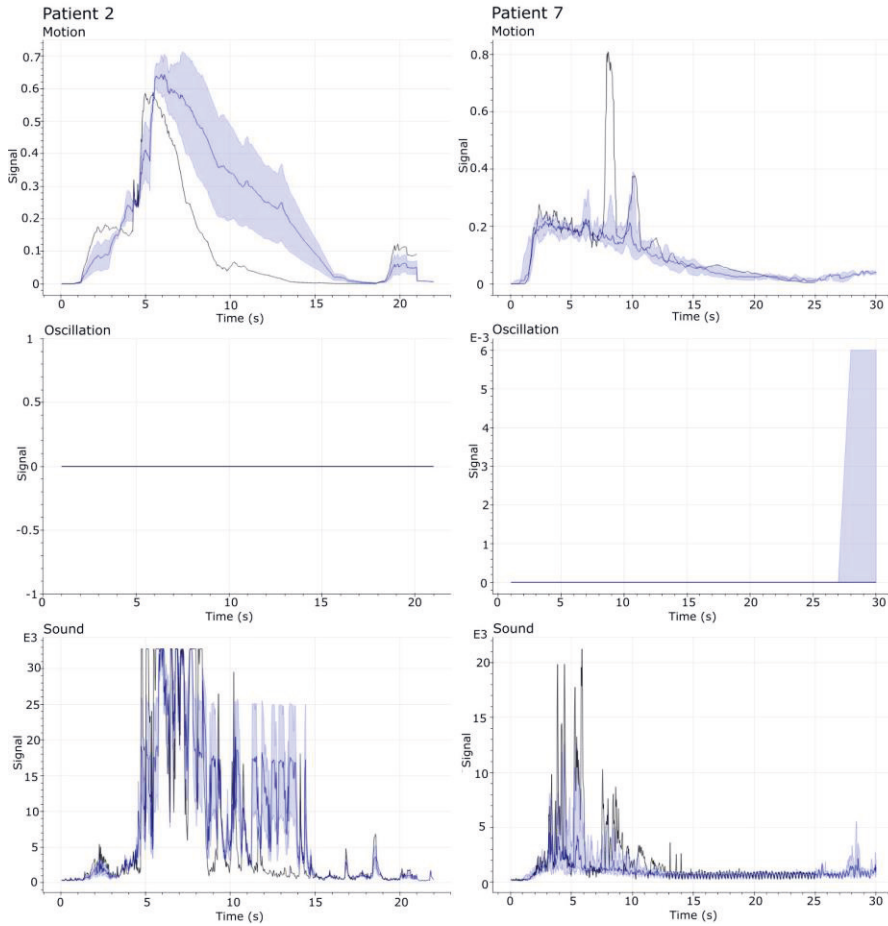 Patient 2
Motion
0.7
0.6
0.5
0.4
0.3
0.2
0.1
0
Signal
0 5 10 15 20
Time (s)
Patient 7
Motion
0.8
0.6
0.4
0.2
0
Signal
0 5 10 15 20 25 30
Time (s)
Oscillation
1
0.5
0
-0.5
-1
Signal
0 5 10 15 20
Time (s)
Oscillation
E-3
6
5
4
3
2
1
0
Signal
0 5 10 15 20 25 30
Time (s)
Sound
E3
30
25
20
15
10
5
0
Signal
0 5 10 15 20
Time (s)
Sound
E3
20
15
10
5
0
Signal
0 5 10 15 20 25 30
Time (s)